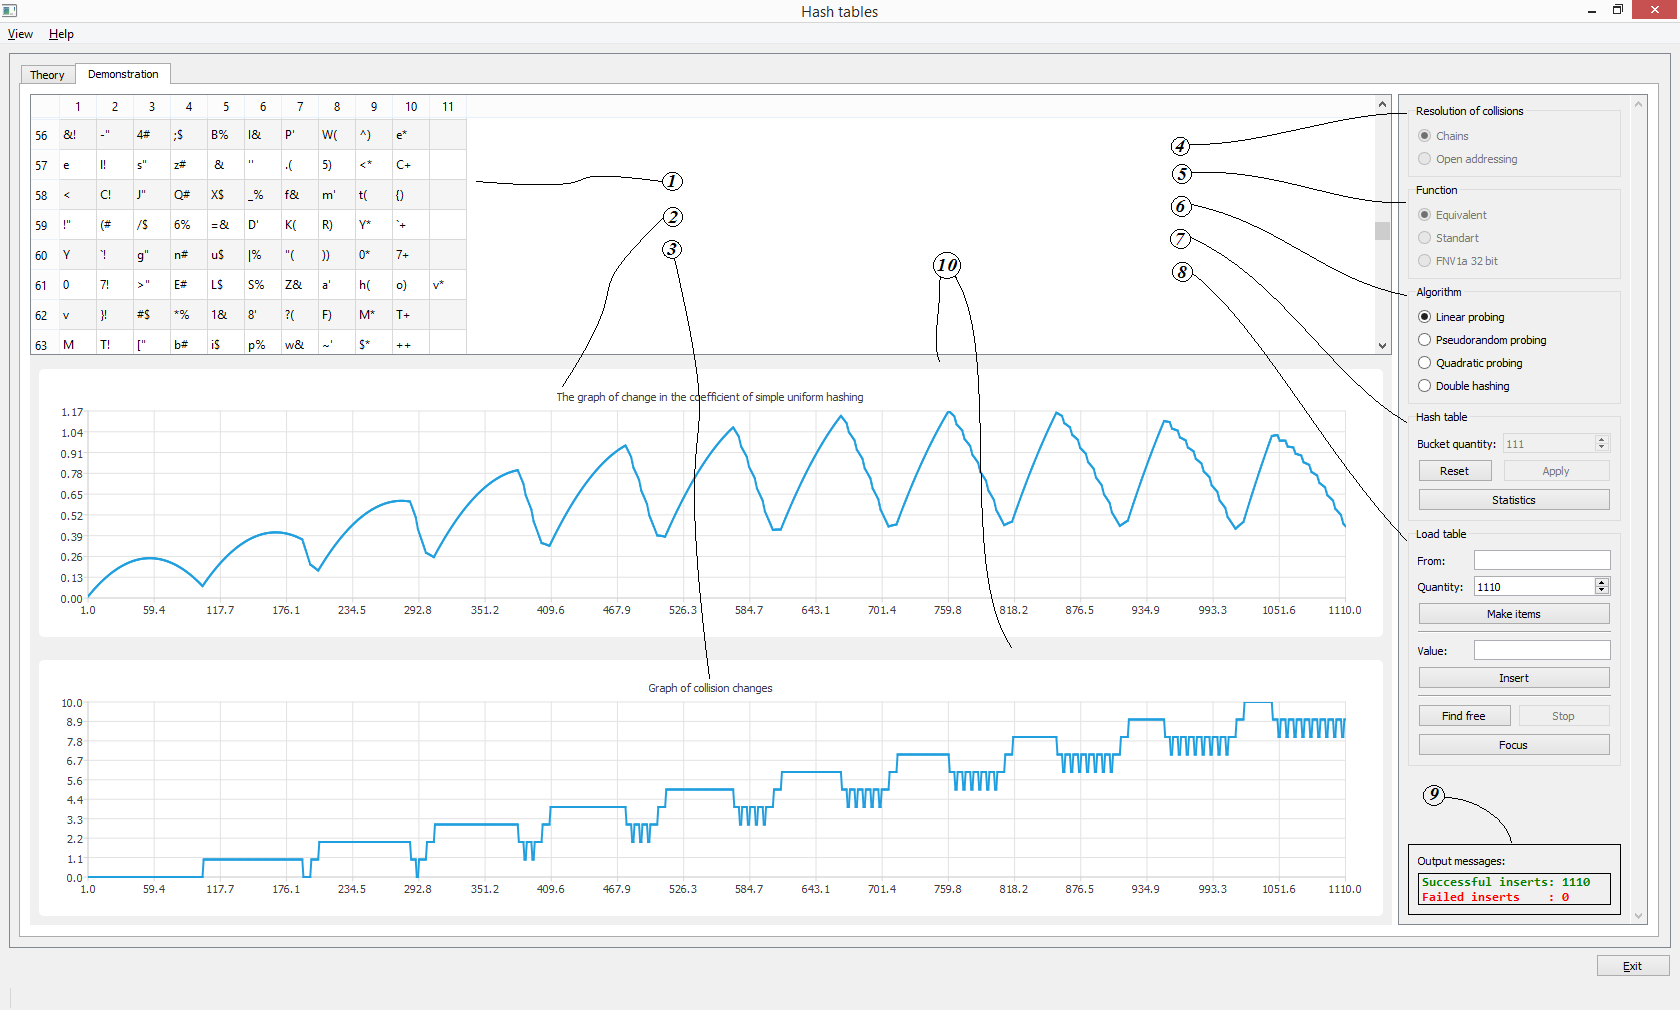 Hash tables
View Help
Theory Demonstration
1 2 3 4 5 6 7 8 9 10 11
56 &! -" 4# ;$ B% I& P' W( ^) e*
57 e l! s" z# & '' .( 5) <* C+
58 < C! J" Q# X$ _% f& m' t( {)
59 !" (# /$ 6% =& D' K( R) Y* `+
60 Y `! g" n# u$ |% "( )) 0* 7+
61 0 7! >" E# L$ S% Z& a' h( o) v*
62 v }! #$ *% 1& 8' ?( F) M* T+
63 M T! [" b# i$ p% w& ~' $* ++
1
2
3
4
5
6
7
8
10
The graph of change in the coefficient of simple uniform hashing
1.17
1.04
0.91
0.78
0.65
0.52
0.39
0.26
0.13
0.00
1.0 59.4 117.7 176.1 234.5 292.8 351.2 409.6 467.9 526.3 584.7 643.1 701.4 759.8 818.2 876.5 934.9 993.3 1051.6 1110.0
Graph of collision changes
10.0
8.9
7.8
6.7
5.6
4.4
3.3
2.2
1.1
0.0
1.0 59.4 117.7 176.1 234.5 292.8 351.2 409.6 467.9 526.3 584.7 643.1 701.4 759.8 818.2 876.5 934.9 993.3 1051.6 1110.0
Resolution of collisions
Chains
Open addressing
Function
Equivalent
Standart
FNV1a 32 bit
Algorithm
Linear probing
Pseudorandom probing
Quadratic probing
Double hashing
Hash table
Bucket quantity: 111
Reset Apply
Statistics
Load table
From:
Quantity: 1110
Make items
Value:
Insert
Find free Stop
Focus
9
Output messages:
Successful inserts: 1110
Failed inserts : 0
Exit